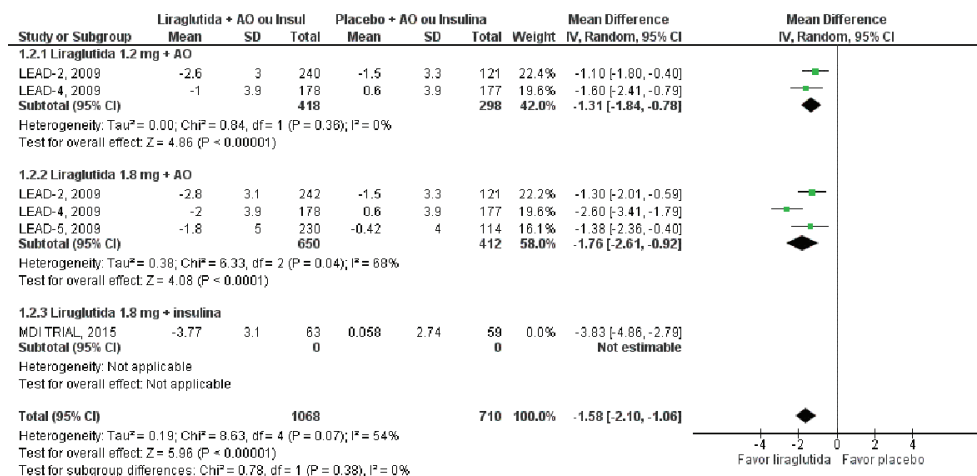 Liraglutida + AO ou Insul Placebo + AO ou Insulina Mean Difference Mean Difference
Study or Subgroup Mean SD Total Mean SD Total Weight IV, Random, 95% CI IV, Random, 95% CI
1.2.1 Liraglutida 1.2 mg + AO
LEAD-2, 2009 -2.6 3 240 -1.5 3.3 121 22.4% -1.10 [-1.80, -0.40]
LEAD-4, 2009 -1 3.9 178 0.6 3.9 177 19.6% -1.60 [-2.41, -0.79]
Subtotal (95% CI) 418 298 42.0% -1.31 [-1.84, -0.78]
Heterogeneity: Tau² = 0.00; Chi² = 0.84, df = 1 (P = 0.36); I² = 0%
Test for overall effect: Z = 4.86 (P < 0.00001)
1.2.2 Liraglutida 1.8 mg + AO
LEAD-2, 2009 -2.8 3.1 242 -1.5 3.3 121 22.2% -1.30 [-2.01, -0.59]
LEAD-4, 2009 -2 3.9 178 0.6 3.9 177 19.6% -2.60 [-3.41, -1.79]
LEAD-5, 2009 -1.8 5 230 -0.42 4 114 16.1% -1.38 [-2.36, -0.40]
Subtotal (95% CI) 650 412 58.0% -1.76 [-2.61, -0.92]
Heterogeneity: Tau² = 0.38; Chi² = 6.33, df = 2 (P = 0.04); I² = 68%
Test for overall effect: Z = 4.08 (P < 0.0001)
1.2.3 Liruglutida 1.8 mg + insulina
MDI TRIAL, 2015 -3.77 3.1 63 0.058 2.74 59 0.0% -3.83 [-4.86, -2.79]
Subtotal (95% CI) 0 0 Not estimable
Heterogeneity: Not applicable
Test for overall effect: Not applicable
Total (95% CI) 1068 710 100.0% -1.58 [-2.10, -1.06]
Heterogeneity: Tau² = 0.19; Chi² = 8.63, df = 4 (P = 0.07); I² = 54%
Test for overall effect: Z = 5.96 (P < 0.00001)
Test for subgroup differences: Chi² = 0.78, df = 1 (P = 0.38), I² = 0%
-4 -2 0 2 4
Favor liraglutida Favor placebo